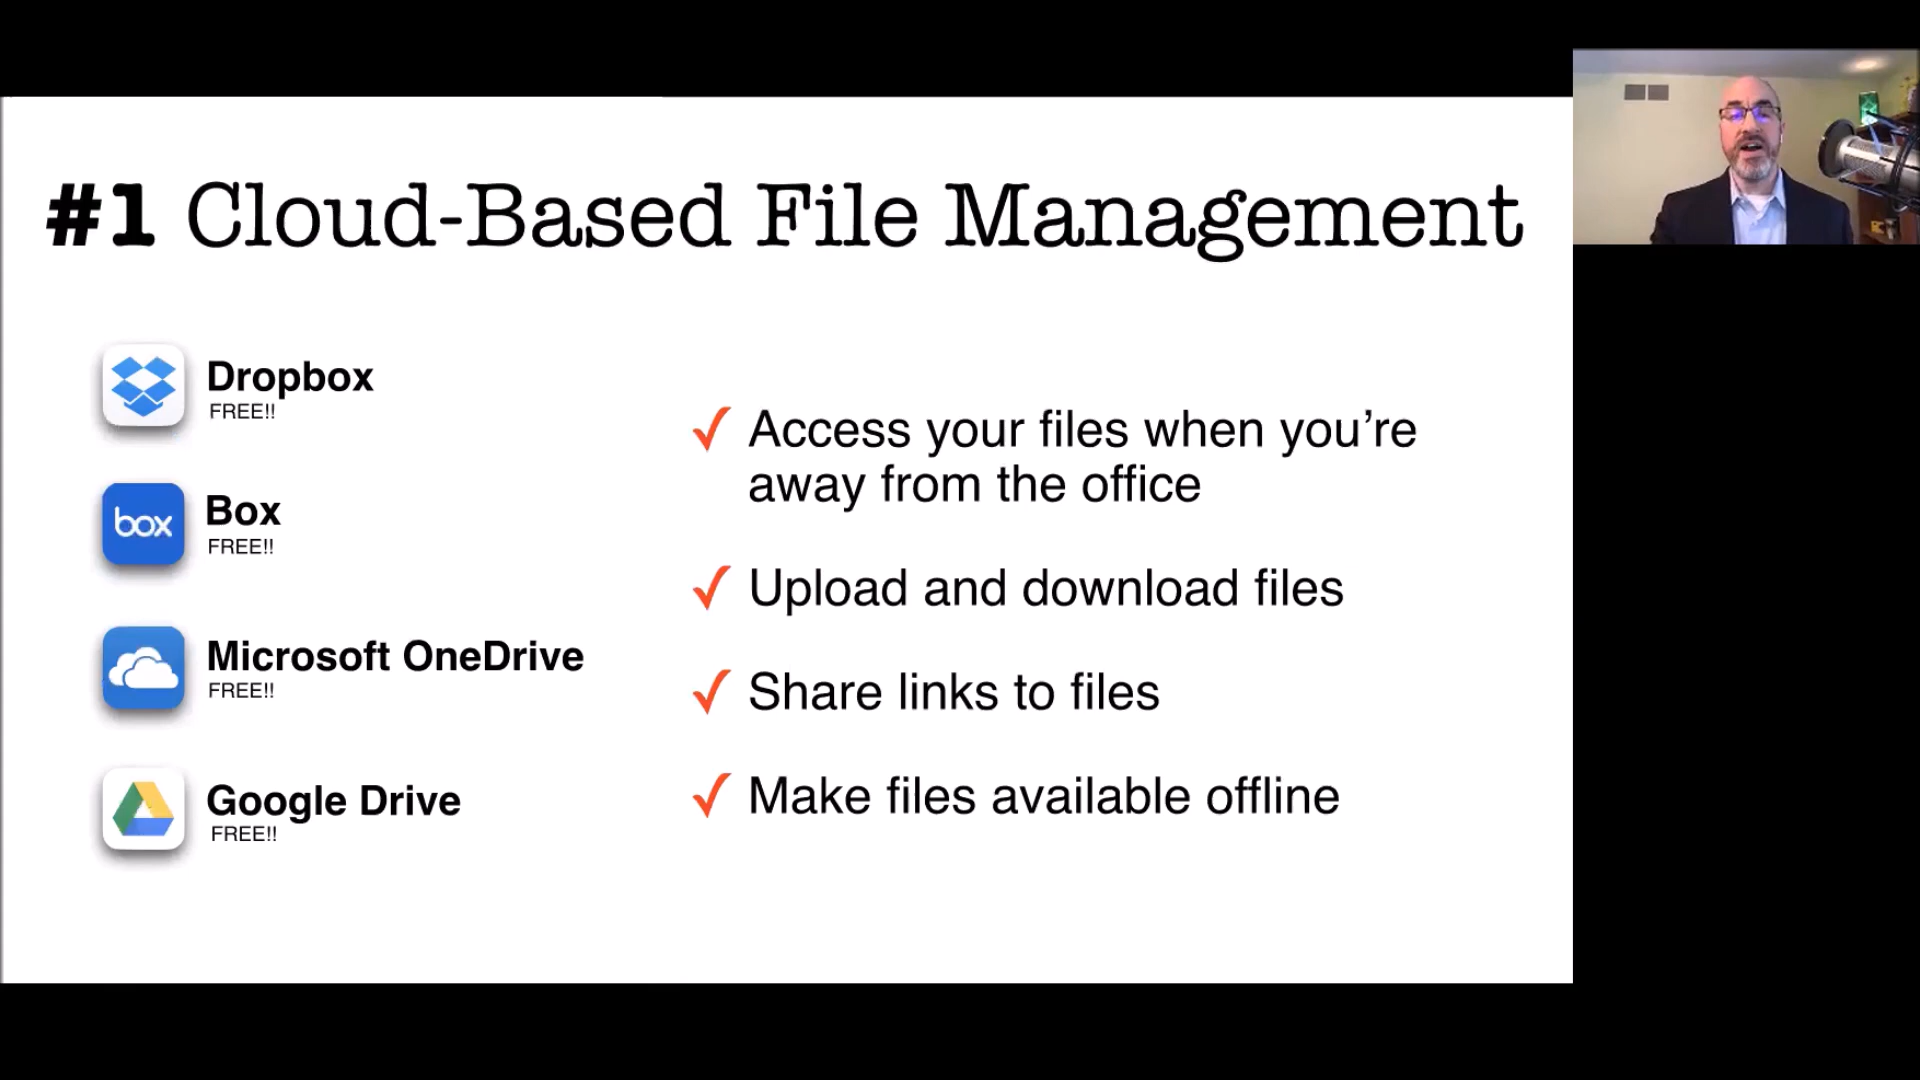 #1 Cloud-Based File Management
Dropbox
FREE!!
box
Box
FREE!!
Microsoft OneDrive
FREE!!
Google Drive
FREE!!
✓ Access your files when you’re
away from the office
✓ Upload and download files
✓ Share links to files
✓ Make files available offline